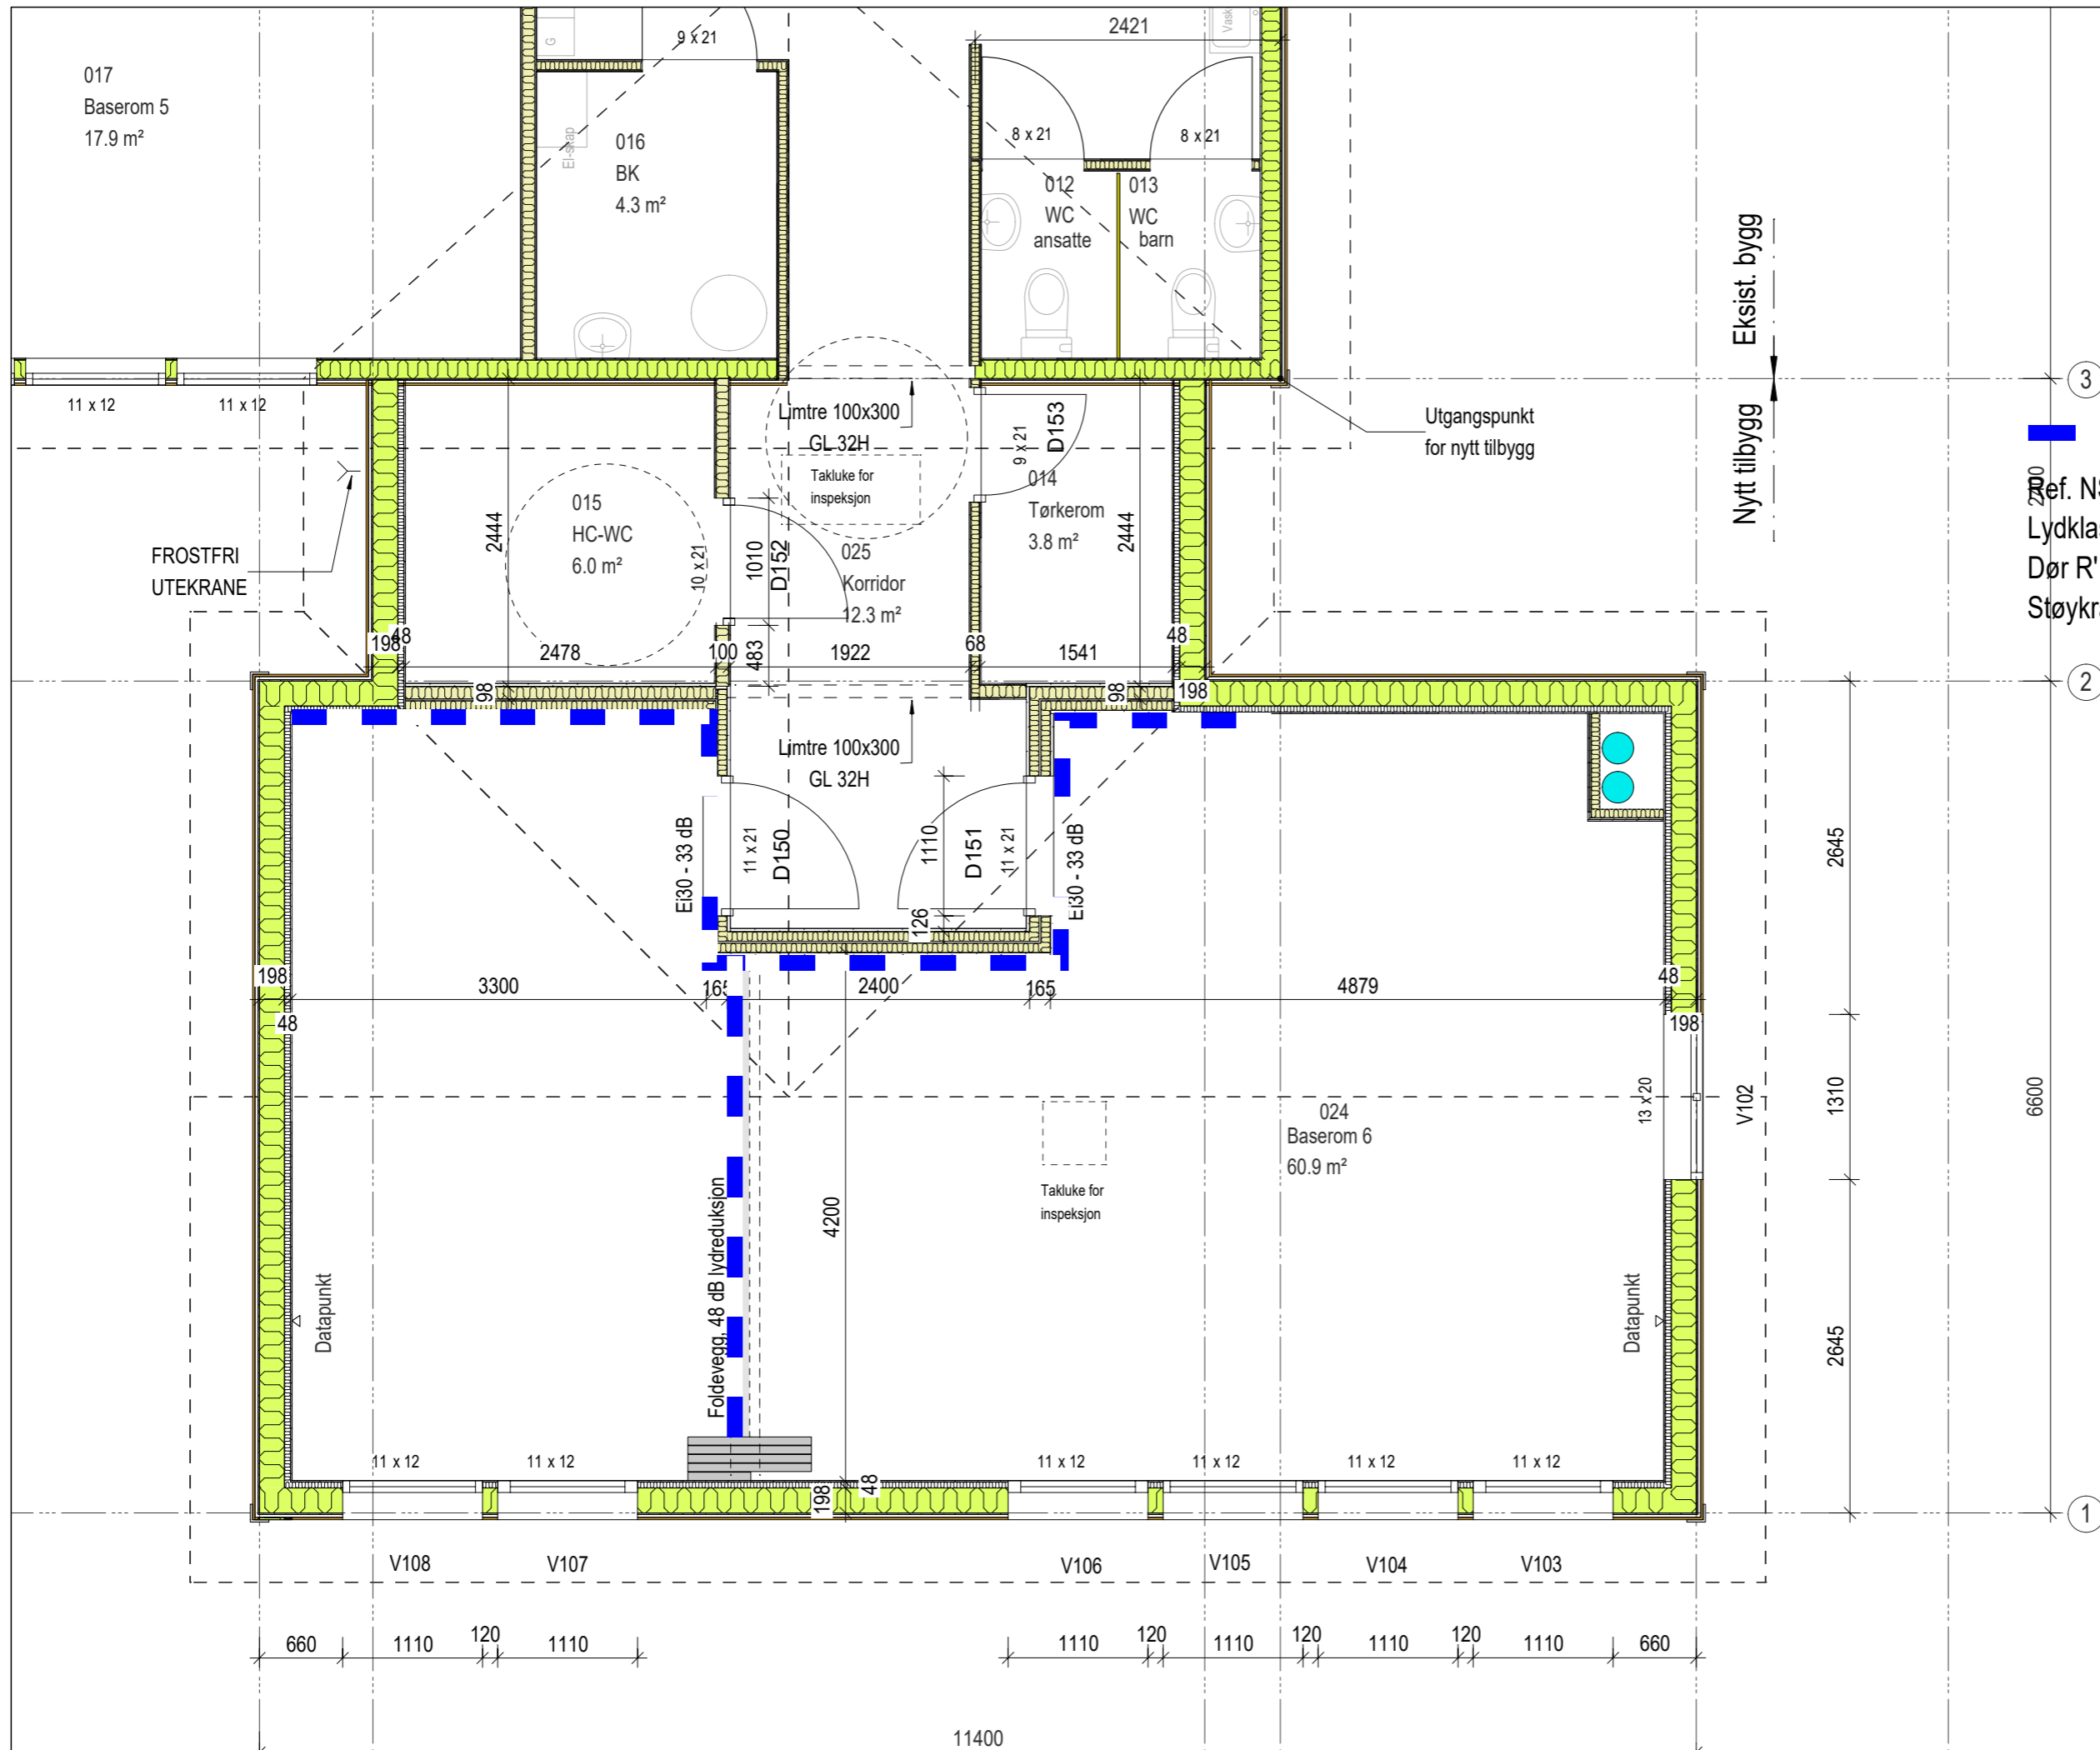 017
Baserom 5
17.9 m²
G
9 x 21
El-skap
016
BK
4.3 m²
2421
Vask
8 x 21
8 x 21
012
WC
ansatte
013
WC
barn
Eksist. bygg
Nytt tilbygg
3
11 x 12
11 x 12
Limtre 100x300
GL 32H
Takluke for
inspeksjon
9 x 21
D153
Utgangspunkt
for nytt tilbygg
014
Tørkerom
3.8 m²
2444
2444
015
HC-WC
6.0 m²
10 x 21
1010
D152
025
Korridor
12.3 m²
FROSTFRI
UTEKRANE
Lydkla
Dør R'
Støykr
198
48
2478
100
483
1922
68
1541
48
98
98
198
2
Limtre 100x300
GL 32H
Ei30 - 33 dB
11 x 21
D150
1110
D151
11 x 21
Ei30 - 33 dB
126
2645
198
48
3300
165
2400
165
4879
48
198
13 x 20
V102
1310
6600
024
Baserom 6
60.9 m²
Takluke for
inspeksjon
4200
Foldevegg, 48 dB lydreduksjon
Datapunkt
Datapunkt
2645
11 x 12
11 x 12
11 x 12
11 x 12
11 x 12
11 x 12
198
48
1
V108
V107
V106
V105
V104
V103
660
1110
120
1110
1110
120
1110
120
1110
120
1110
660
11400